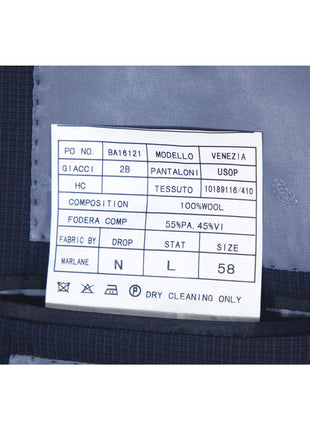 PO NO. BA16121 MODELLO VENEZIA
GIACCI 2B PANTALONI USOP
HC TESSUTO 10189116/410
COMPOSITION 100%WOOL
FODERA COMP 55%PA, 45%VI
FABRIC BY DROP STAT SIZE
MARLANE N L 58
DRY CLEANING ONLY